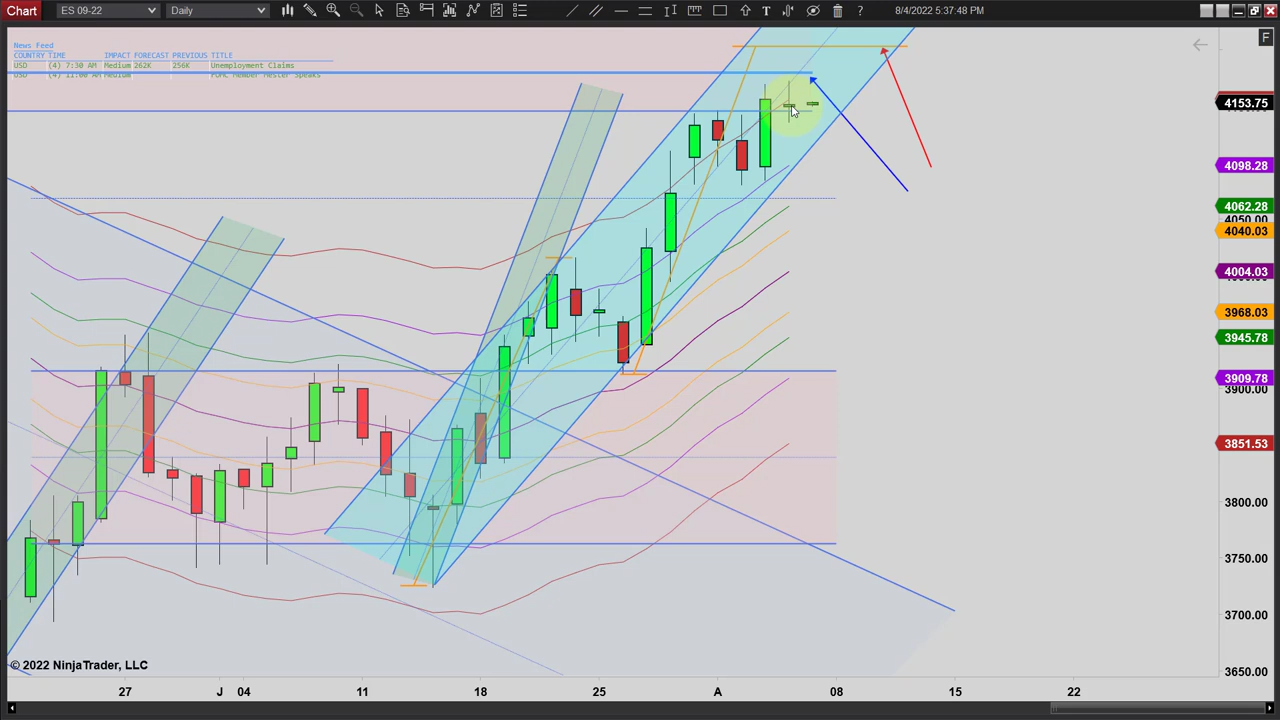 Chart ES 09-22 Daily T ? 8/4/2022 5:37:48 PM
F
News Feed
COUNTRY TIME IMPACT FORECAST PREVIOUS TITLE
USD (4) 7:30 AM Medium 262K 256K Unemployment Claims
USD (4) 11:00 AM Medium FOMC Member Mester Speaks
4153.75
4098.28
4062.28
4050.00
4040.03
4004.03
3968.03
3945.78
3909.78
3900.00
3851.53
3800.00
3750.00
3700.00
3650.00
© 2022 NinjaTrader, LLC
27 J 04 11 18 25 A 08 15 22